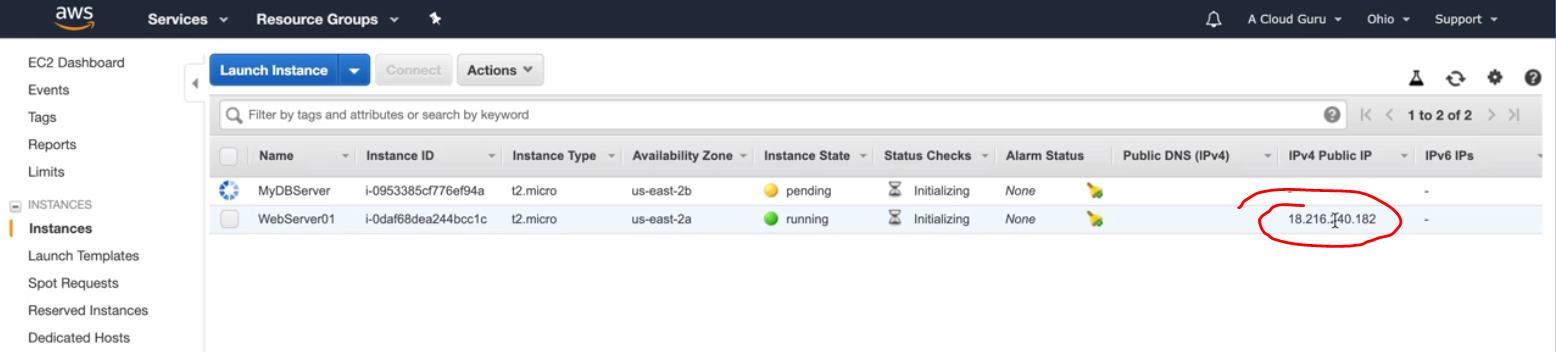 aws Services Resource Groups A Cloud Guru Ohio Support
EC2 Dashboard
Events
Tags
Reports
Limits
INSTANCES
Instances
Launch Templates
Spot Requests
Reserved Instances
Dedicated Hosts
Launch Instance Connect Actions
Filter by tags and attributes or search by keyword 1 to 2 of 2
Name Instance ID Instance Type Availability Zone Instance State Status Checks Alarm Status Public DNS (IPv4) IPv4 Public IP IPv6 IPs
MyDBServer i-0953385cf776ef94a t2.micro us-east-2b pending Initializing None - -
WebServer01 i-0daf68dea244bcc1c t2.micro us-east-2a running Initializing None -